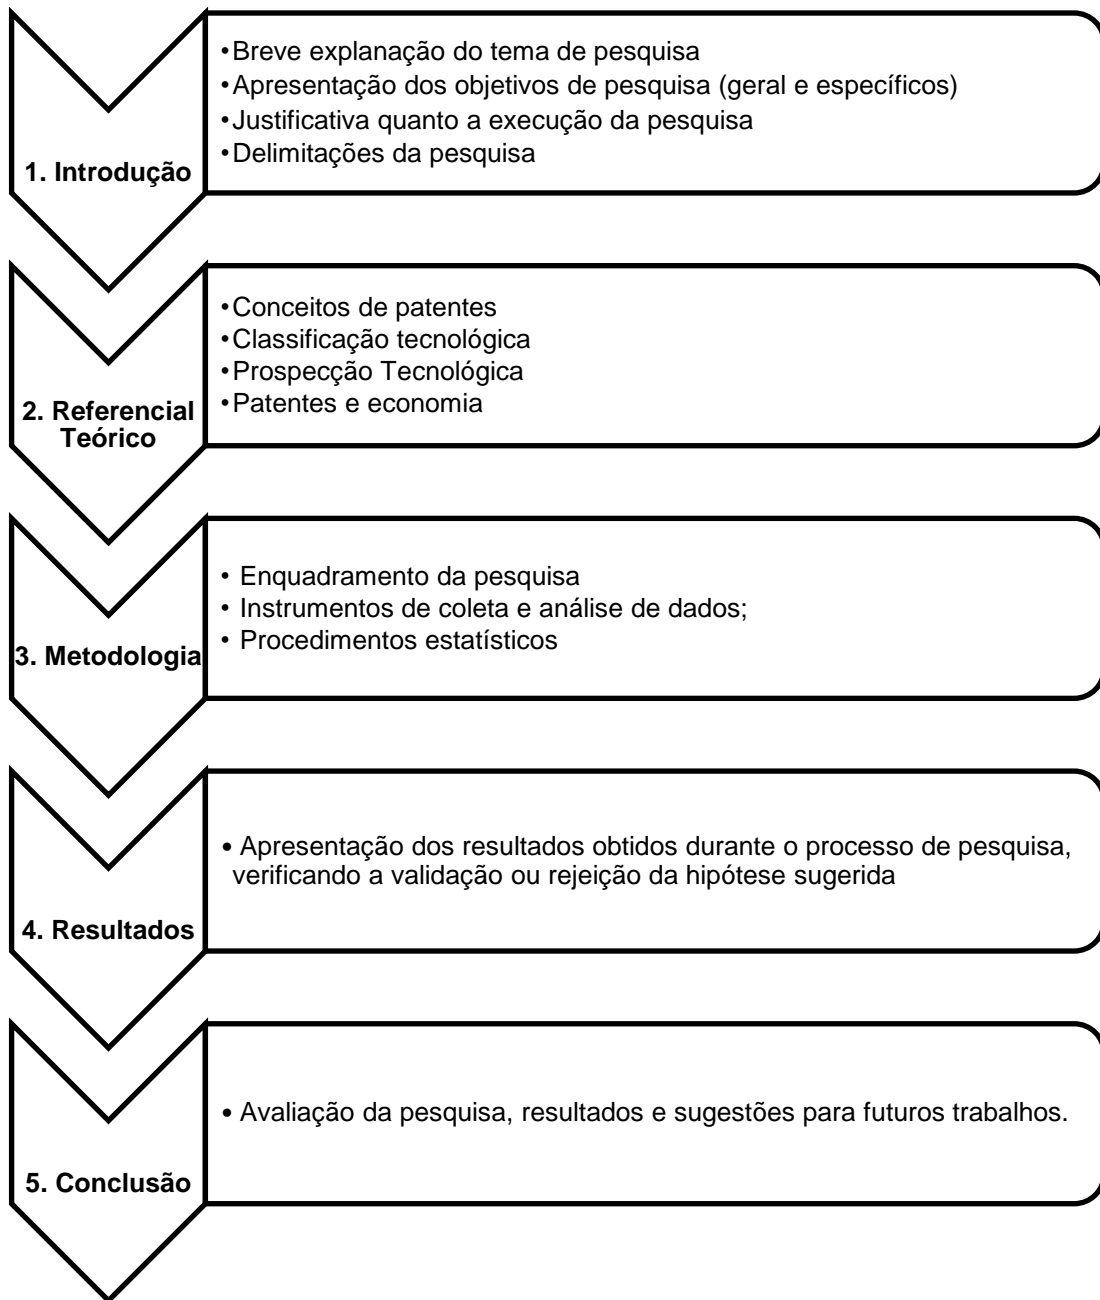 1. Introdução
•Breve explanação do tema de pesquisa
•Apresentação dos objetivos de pesquisa (geral e específicos)
•Justificativa quanto a execução da pesquisa
•Delimitações da pesquisa
2. Referencial
Teórico
•Conceitos de patentes
•Classificação tecnológica
•Prospecção Tecnológica
•Patentes e economia
3. Metodologia
• Enquadramento da pesquisa
• Instrumentos de coleta e análise de dados;
• Procedimentos estatísticos
4. Resultados
• Apresentação dos resultados obtidos durante o processo de pesquisa,
verificando a validação ou rejeição da hipótese sugerida
5. Conclusão
• Avaliação da pesquisa, resultados e sugestões para futuros trabalhos.